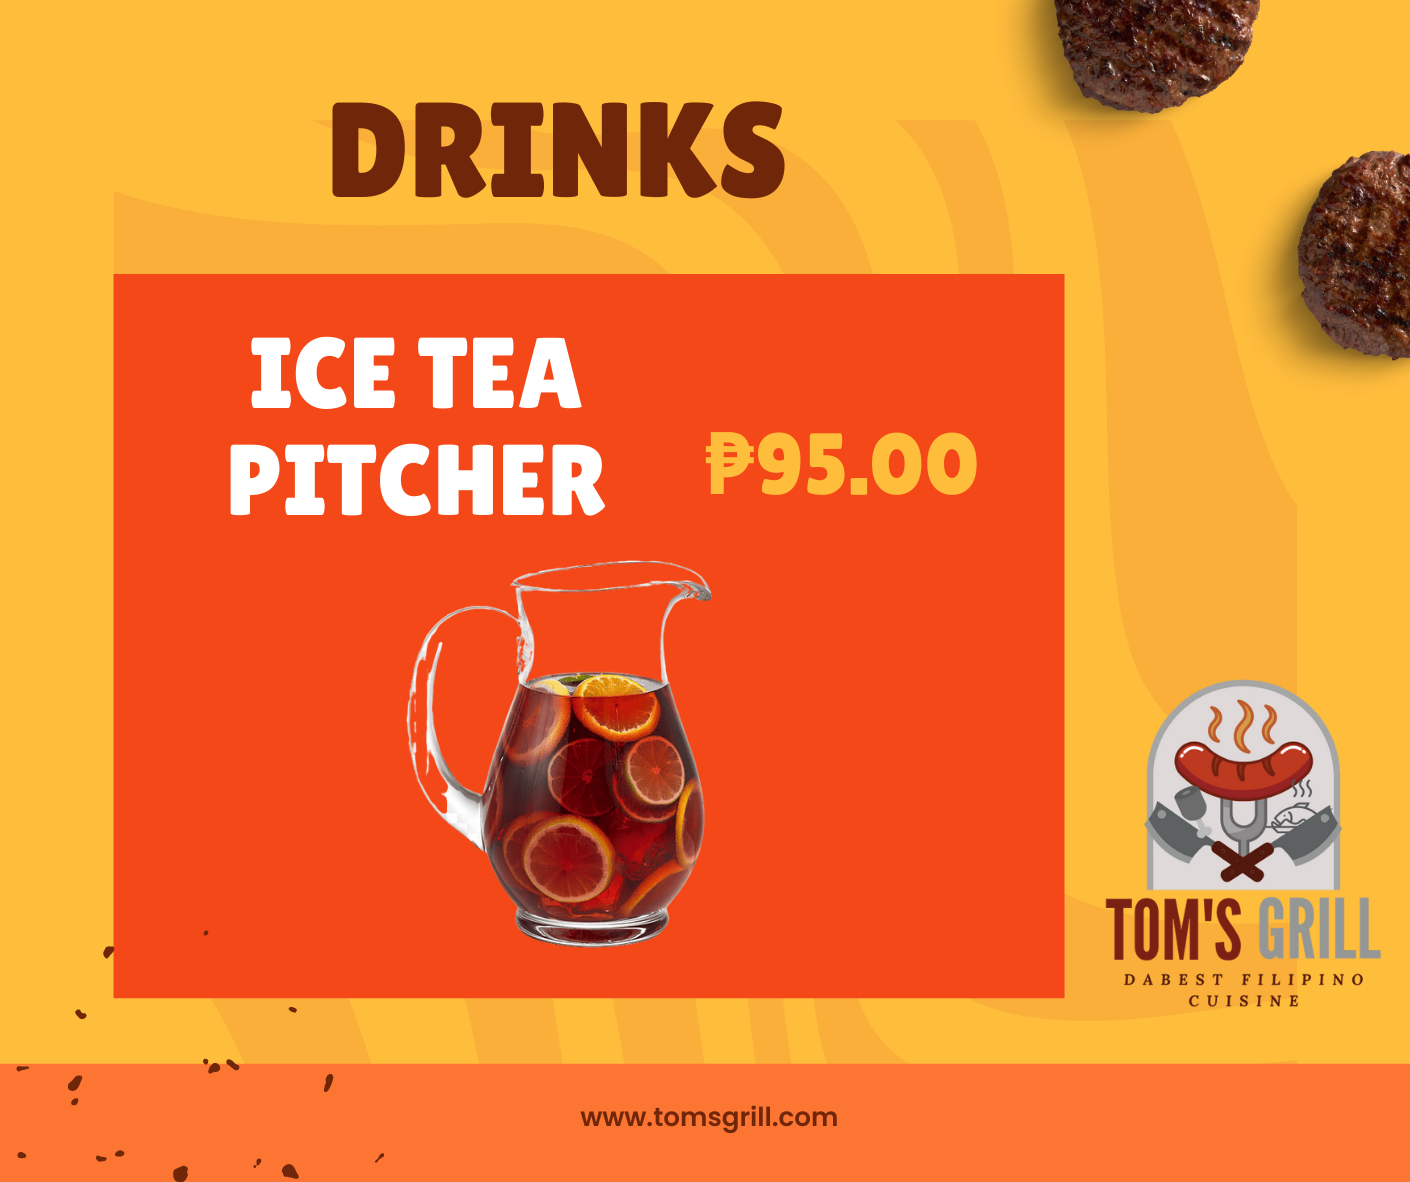 DRINKS
ICE TEA
PITCHER
₱95.00
TOM'S GRILL
DABEST FILIPINO
CUISINE
www.tomsgrill.com